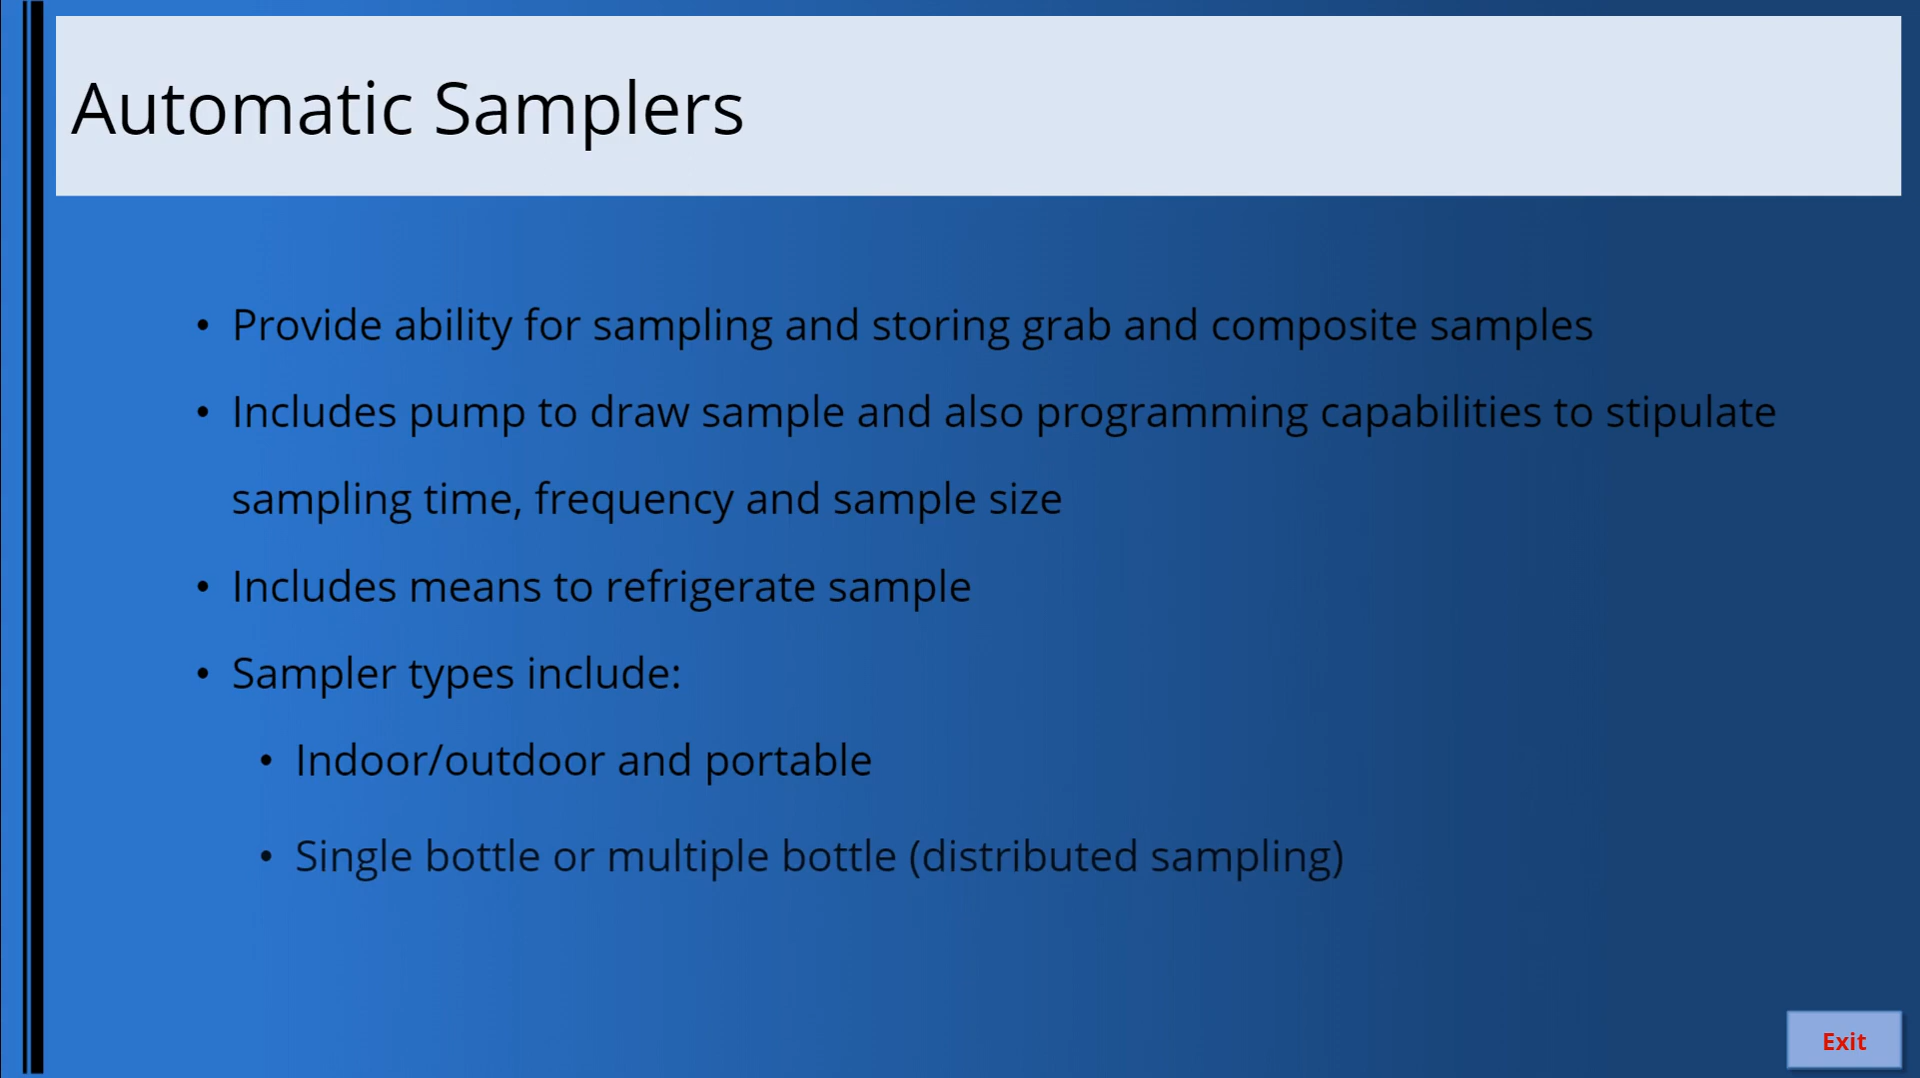 Automatic Samplers
• Provide ability for sampling and storing grab and composite samples
• Includes pump to draw sample and also programming capabilities to stipulate
sampling time, frequency and sample size
• Includes means to refrigerate sample
• Sampler types include:
• Indoor/outdoor and portable
• Single bottle or multiple bottle (distributed sampling)
Exit